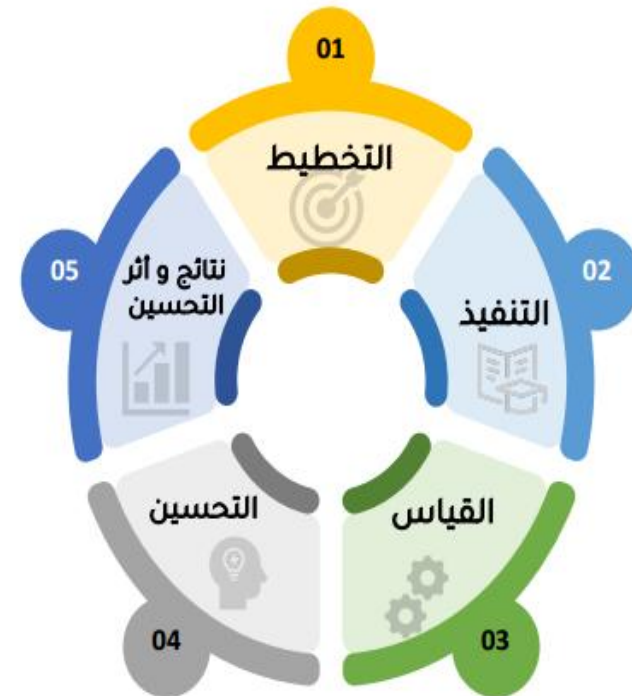 01
التخطيط
02
التنفيذ
03
القياس
04
التحسين
05
نتائج و أثر
التحسين